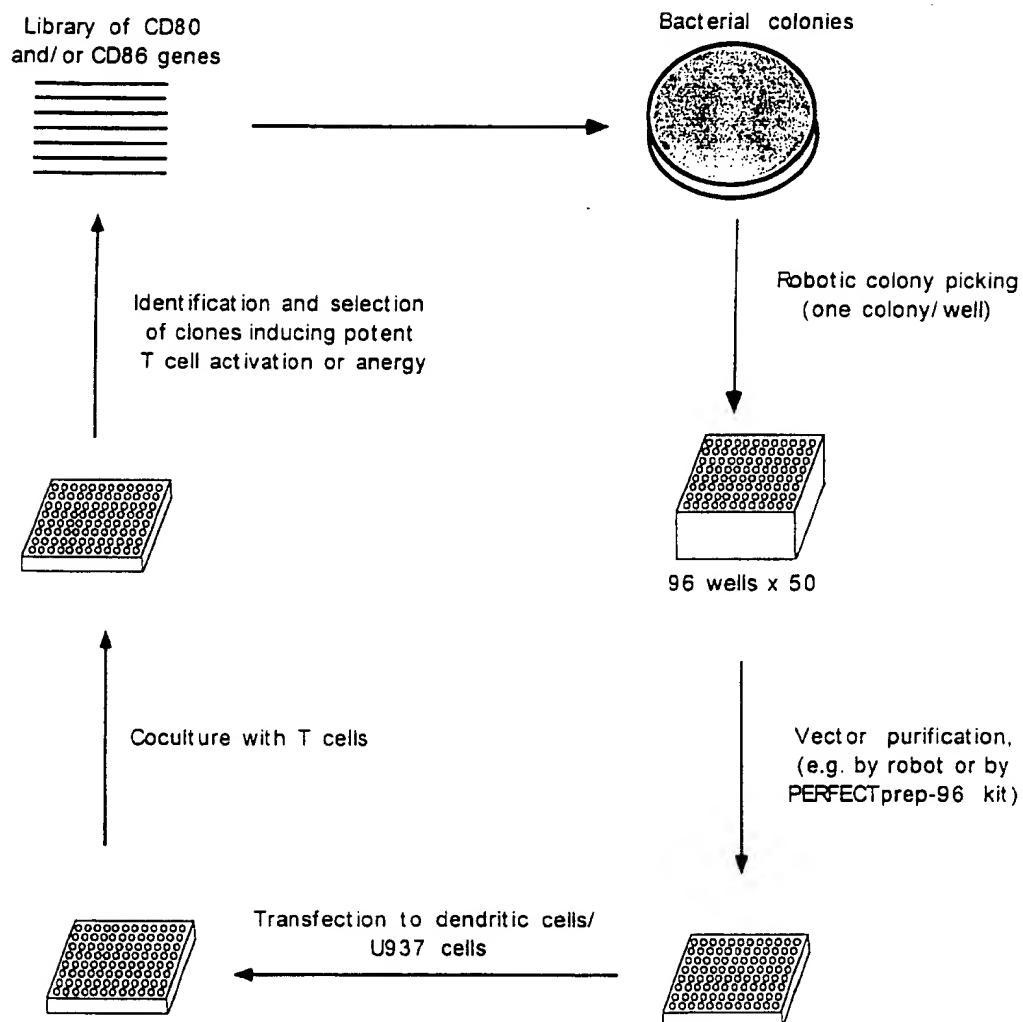 Library of CD80
and/or CD86 genes
Bacterial colonies
Robotic colony picking
(one colony/well)
Identification and selection
of clones inducing potent
T cell activation or anergy
96 wells x 50
Coculture with T cells
Vector purification,
(e.g. by robot or by
PERFECTprep-96 kit)
Transfection to dendritic cells/
U937 cells